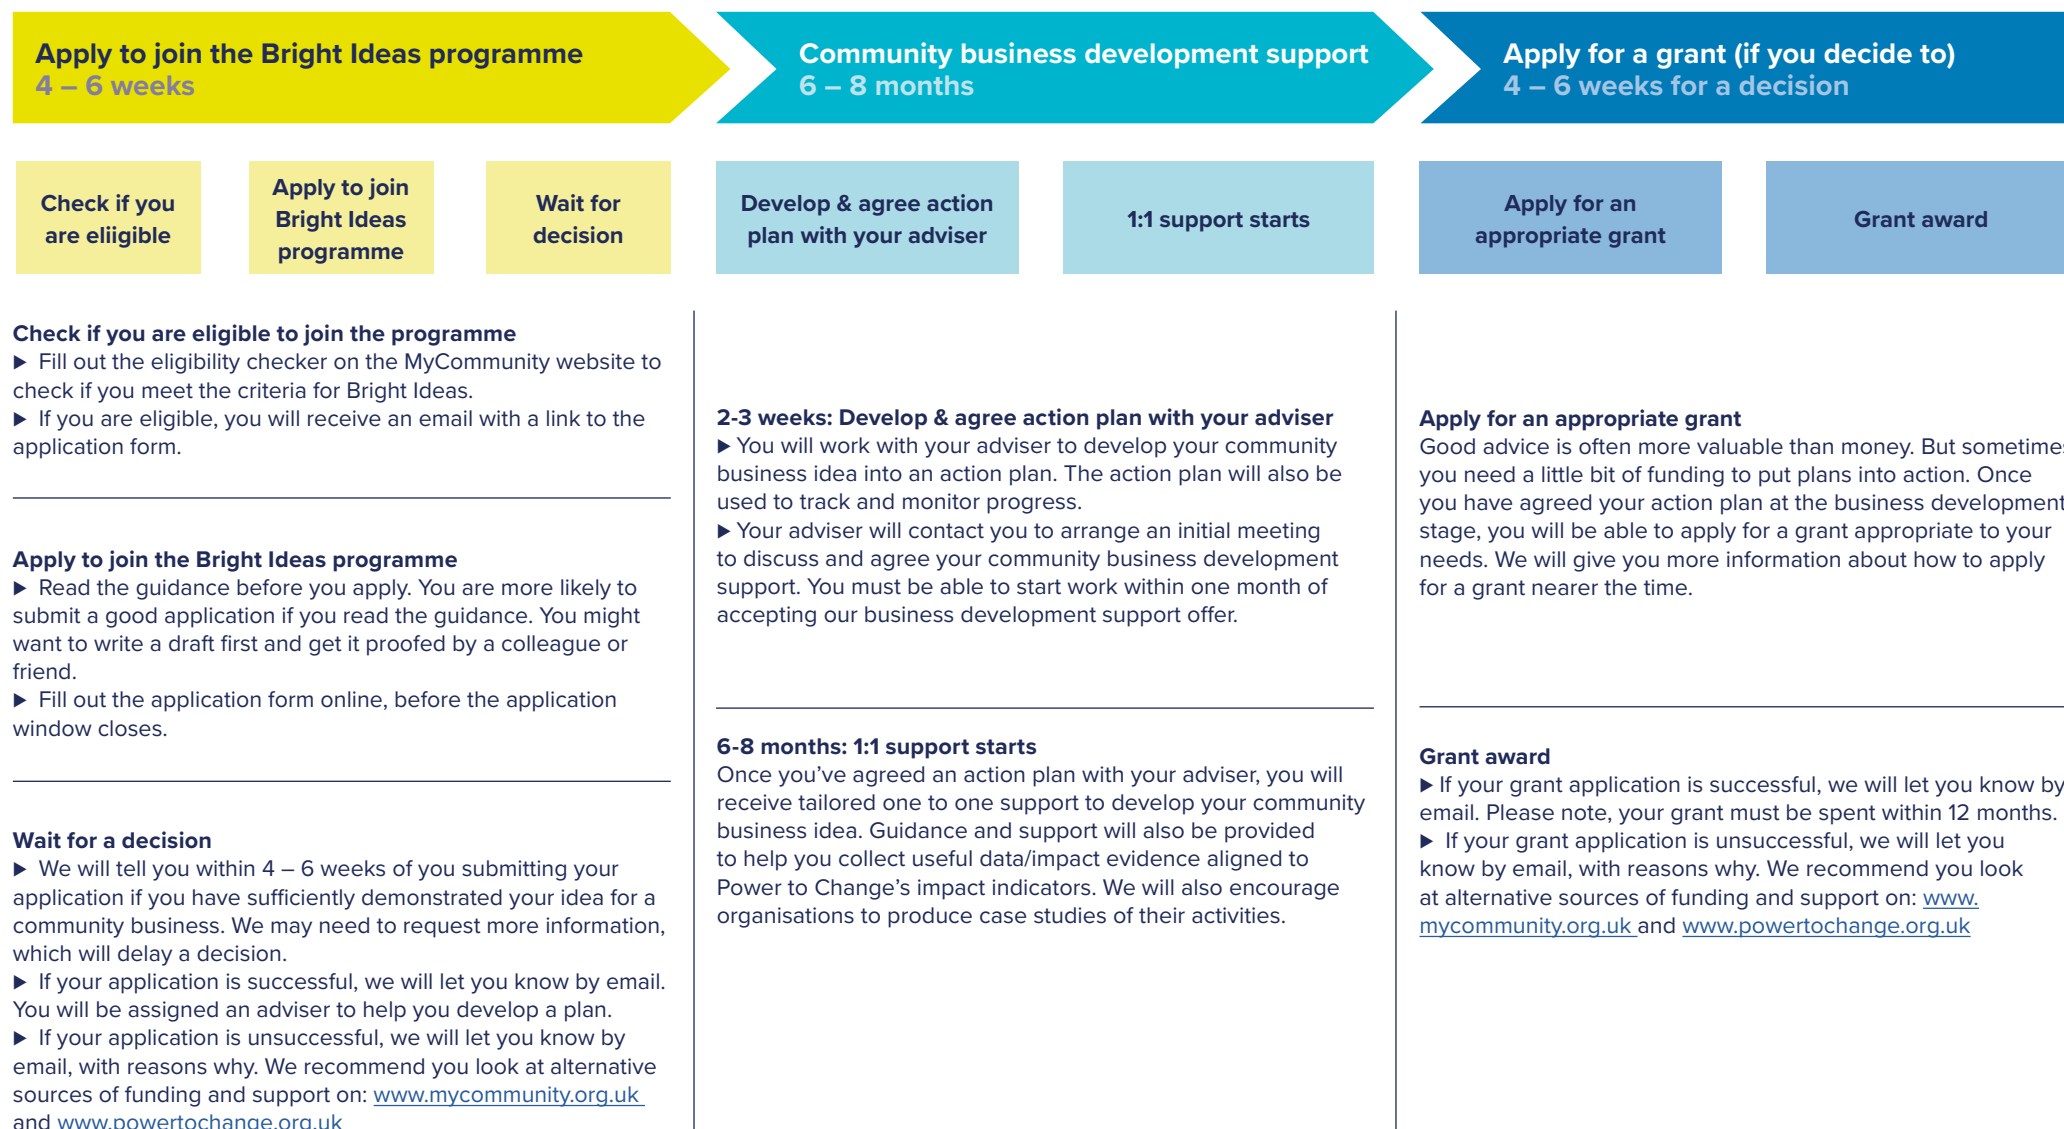 Apply to join the Bright Ideas programme
4 – 6 weeks
Community business development support
6 – 8 months
Apply for a grant (if you decide to)
4 – 6 weeks for a decision
Check if you
are eliigible
Apply to join
Bright Ideas
programme
Wait for
decision
Develop & agree action
plan with your adviser
1:1 support starts
Apply for an
appropriate grant
Grant award
Check if you are eligible to join the programme
▶ Fill out the eligibility checker on the MyCommunity website to
check if you meet the criteria for Bright Ideas.
▶ If you are eligible, you will receive an email with a link to the
application form.
Apply to join the Bright Ideas programme
▶ Read the guidance before you apply. You are more likely to
submit a good application if you read the guidance. You might
want to write a draft first and get it proofed by a colleague or
friend.
▶ Fill out the application form online, before the application
window closes.
Wait for a decision
▶ We will tell you within 4 – 6 weeks of you submitting your
application if you have sufficiently demonstrated your idea for a
community business. We may need to request more information,
which will delay a decision.
▶ If your application is successful, we will let you know by email.
You will be assigned an adviser to help you develop a plan.
▶ If your application is unsuccessful, we will let you know by
email, with reasons why. We recommend you look at alternative
sources of funding and support on: www.mycommunity.org.uk
and www.powertochange.org.uk
2-3 weeks: Develop & agree action plan with your adviser
▶ You will work with your adviser to develop your community
business idea into an action plan. The action plan will also be
used to track and monitor progress.
▶ Your adviser will contact you to arrange an initial meeting
to discuss and agree your community business development
support. You must be able to start work within one month of
accepting our business development support offer.
6-8 months: 1:1 support starts
Once you’ve agreed an action plan with your adviser, you will
receive tailored one to one support to develop your community
business idea. Guidance and support will also be provided
to help you collect useful data/impact evidence aligned to
Power to Change’s impact indicators. We will also encourage
organisations to produce case studies of their activities.
Apply for an appropriate grant
Good advice is often more valuable than money. But sometimes
you need a little bit of funding to put plans into action. Once
you have agreed your action plan at the business development
stage, you will be able to apply for a grant appropriate to your
needs. We will give you more information about how to apply
for a grant nearer the time.
Grant award
▶ If your grant application is successful, we will let you know by
email. Please note, your grant must be spent within 12 months.
▶ If your grant application is unsuccessful, we will let you
know by email, with reasons why. We recommend you look
at alternative sources of funding and support on: www.
mycommunity.org.uk and www.powertochange.org.uk